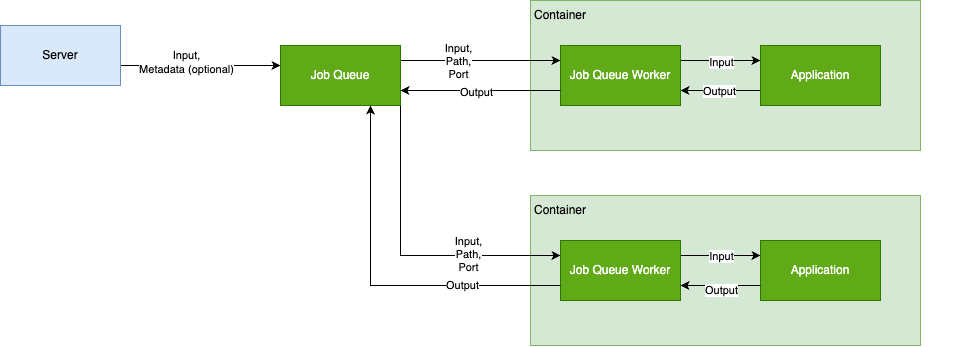 Container
Server
Input,
Metadata (optional)
Job Queue
Input,
Path,
Port
Output
Job Queue Worker
Input
Output
Application
Container
Input,
Path,
Port
Output
Job Queue Worker
Input
Output
Application